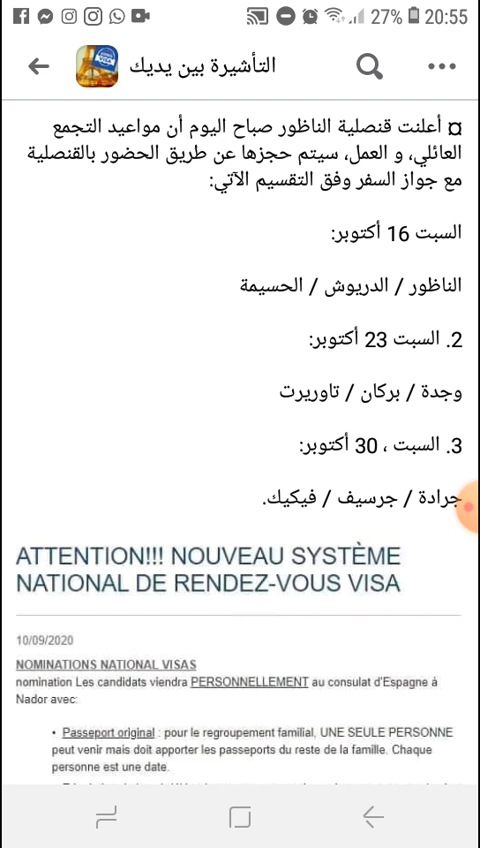 27% 20:55
التأشيرة بين يديك
¤ أعلنت قنصلية الناظور صباح اليوم أن مواعيد التجمع
العائلي، و العمل، سيتم حجزها عن طريق الحضور بالقنصلية
مع جواز السفر وفق التقسيم الآتي:
السبت 16 أكتوبر:
الناظور / الدريوش / الحسيمة
2. السبت 23 أكتوبر:
وجدة / بركان / تاوريرت
3. السبت ، 30 أكتوبر:
جرادة / جرسيف / فيكيك.
ATTENTION!!! NOUVEAU SYSTÈME
NATIONAL DE RENDEZ-VOUS VISA
10/09/2020
NOMINATIONS NATIONAL VISAS
nomination Les candidats viendra PERSONNELLEMENT au consulat d'Espagne à
Nador avec:
• Passeport original : pour le regroupement familial, UNE SEULE PERSONNE
peut venir mais doit apporter les passeports du reste de la famille. Chaque
personne est une date.